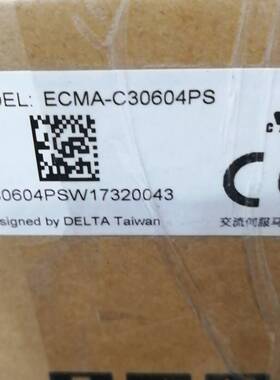 DEL: ECMA-C30604PS
30604PSW17320043
signed by DELTA Taiwan
交流伺服马